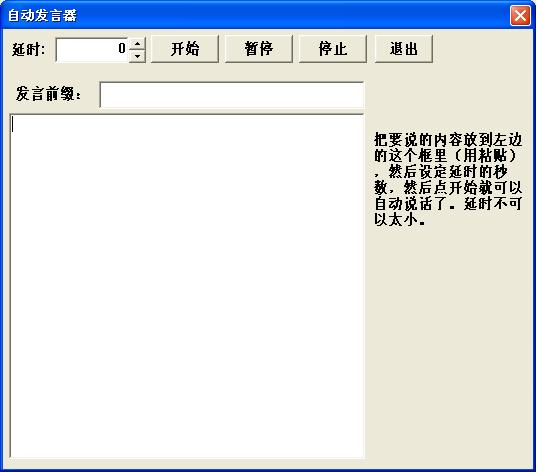 自动发言器
延时: 0 开始 暂停 停止 退出
发言前缀：
把要说的内容放到左边
的这个框里（用粘贴）
，然后设定延时的秒
数，然后点开始就可以
自动说话了。延时不可
以太小。